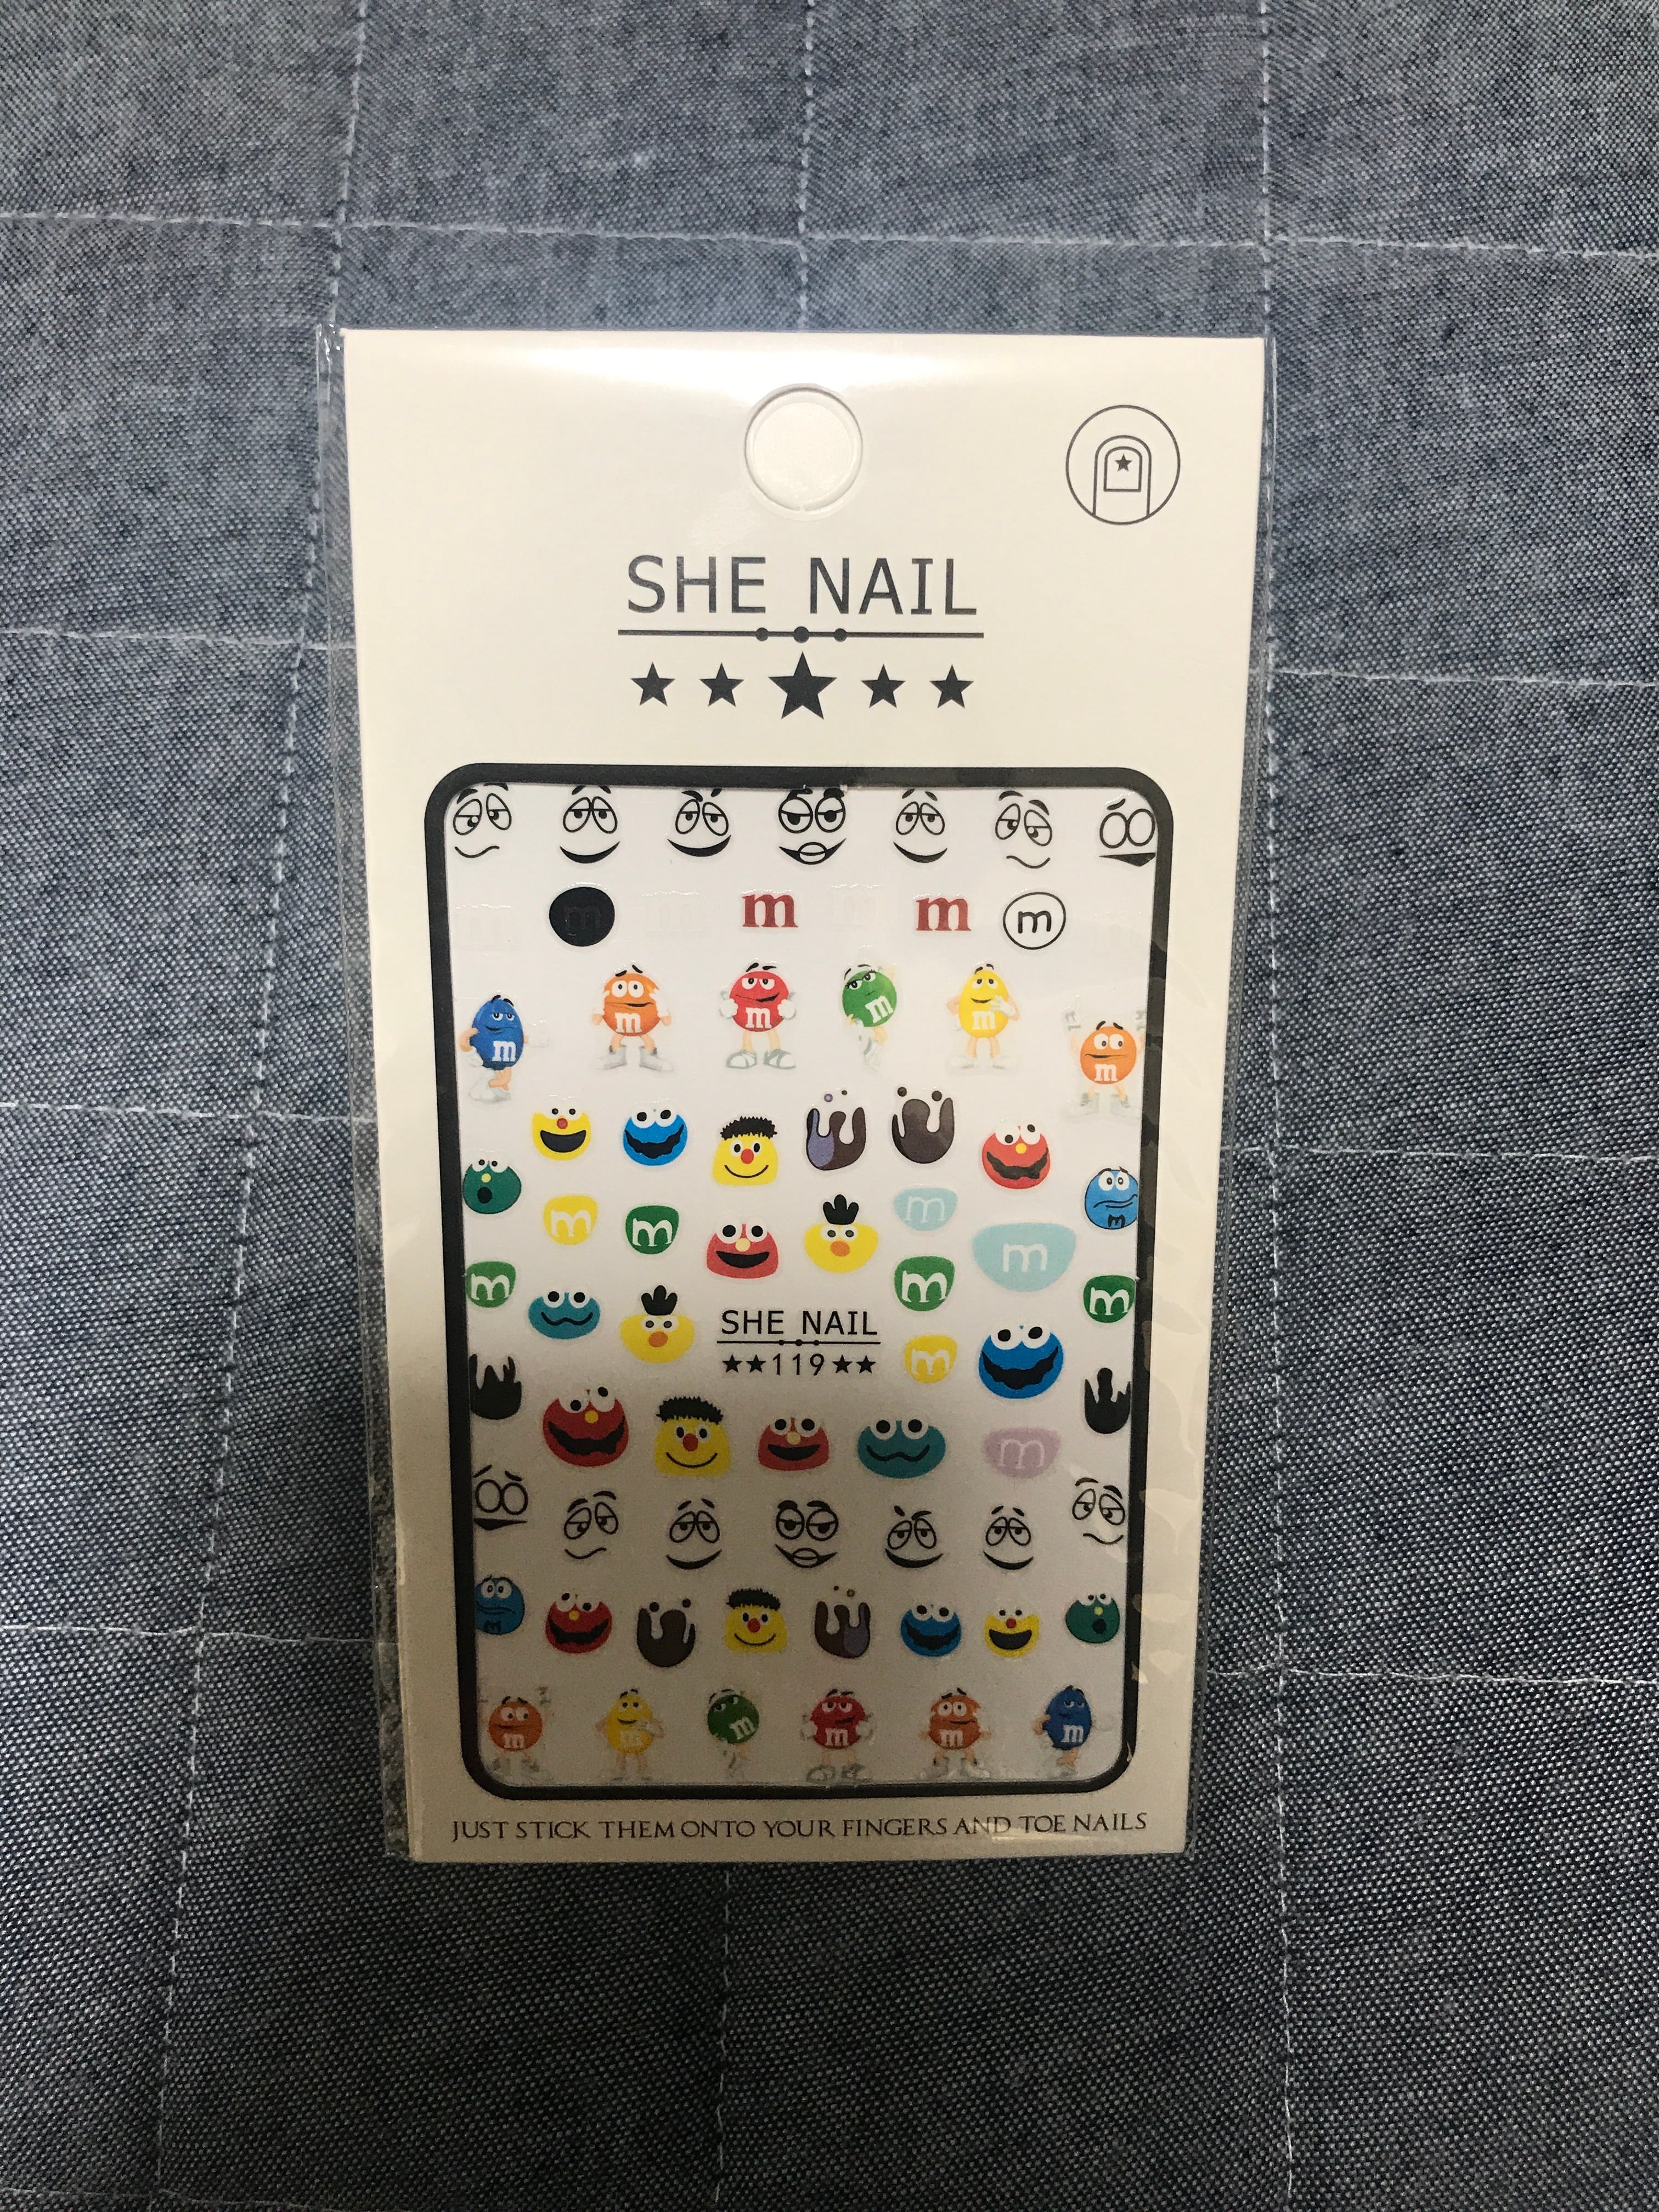 SHE NAIL
m m m m
m m m m m m
m m
m m m
m m m m
SHE NAIL
m
119
m
m
m m m m m m
JUST STICK THEM ONTO YOUR FINGERS AND TOE NAILS